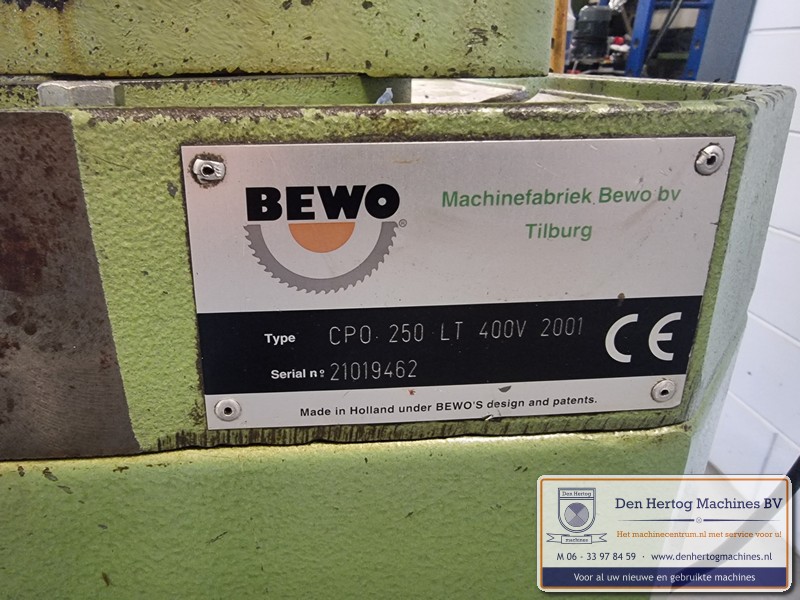 BEWO ®
Machinefabriek Bewo bv
Tilburg
Type CPO 250 LT 400V 2001
Serial nº 21019462
CE
Made in Holland under BEWO'S design and patents.
Den Hertog
machines
Den Hertog Machines BV
Het machinecentrum.nl met service voor u!
M 06 - 33 97 84 59 · www.denhertogmachines.nl
Voor al uw nieuwe en gebruikte machines